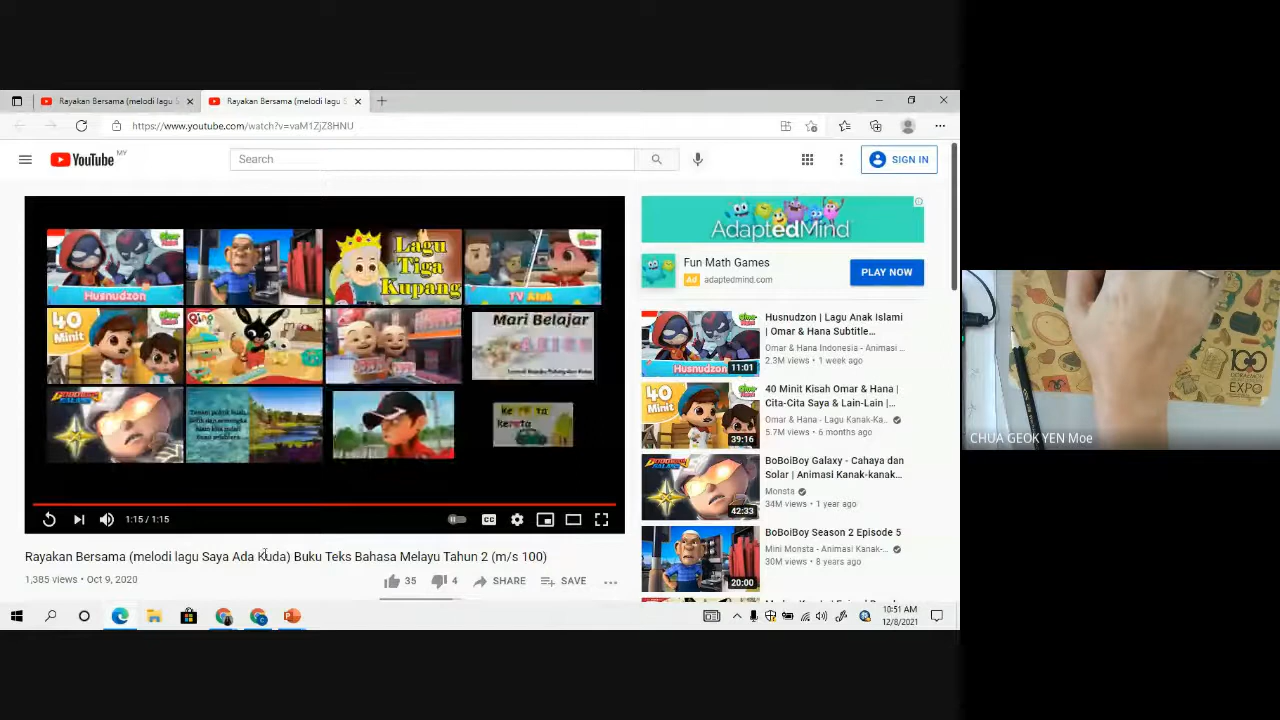 Rayakan Bersama (melodi lagu S
Rayakan Bersama (melodi lagu S
https://www.youtube.com/watch?v=vaM1ZjZ8HNU
YouTube MY
Search
SIGN IN
Husnudzon
Lagu
Tiga
Kupang
TV Atuk
40
Minit
Mari Belajar
1:15 / 1:15
CC
Rayakan Bersama (melodi lagu Saya Ada Kuda) Buku Teks Bahasa Melayu Tahun 2 (m/s 100)
1,385 views • Oct 9, 2020
35
4
SHARE
SAVE
AdaptedMind
Fun Math Games
Ad adaptedmind.com
PLAY NOW
Husnudzon
11:01
Husnudzon | Lagu Anak Islami
| Omar & Hana Subtitle...
Omar & Hana Indonesia - Animasi ...
2.3M views • 1 week ago
40
Minit
39:16
40 Minit Kisah Omar & Hana |
Cita-Cita Saya & Lain-Lain |...
Omar & Hana - Lagu Kanak-Ka...
5.7M views • 6 months ago
42:33
BoBoiBoy Galaxy - Cahaya dan
Solar | Animasi Kanak-kanak...
Monsta
34M views • 1 year ago
20:00
BoBoiBoy Season 2 Episode 5
Mini Monsta - Animasi Kanak-...
30M views • 8 years ago
10:51 AM
12/8/2021
100
EXPO
CHUA GEOK YEN Moe